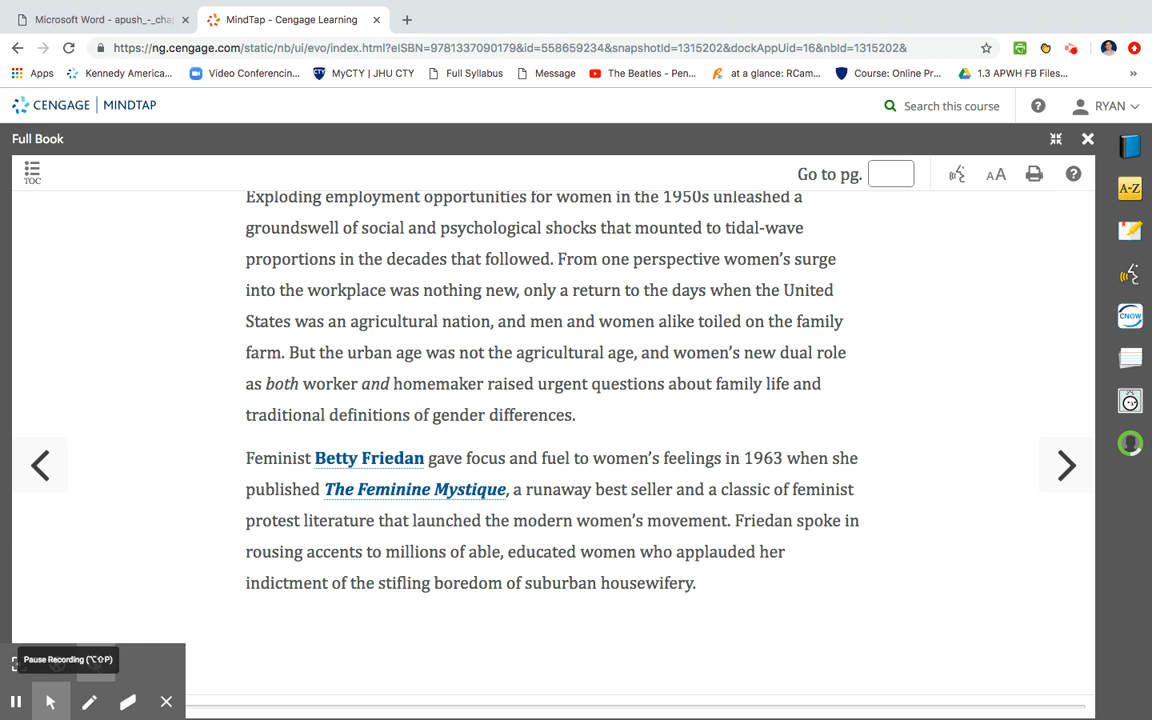 Microsoft Word - apush_-_cha
MindTap - Cengage Learning
https://ng.cengage.com/static/nb/ui/evo/index.html?eISBN=9781337090179&id=558659234&snapshotId=1315202&dockAppUid=16&nbId=1315202&
Apps
Kennedy America...
Video Conferencin...
CTY MyCTY | JHU CTY
Full Syllabus
Message
The Beatles - Pen...
at a glance: RCam...
Course: Online Pr...
1.3 APWH FB Files...
»
CENGAGE | MINDTAP
Search this course
RYAN
Full Book
TOC
Go to pg.
AA
A-Z
CNOW
Exploding employment opportunities for women in the 1950s unleashed a
groundswell of social and psychological shocks that mounted to tidal-wave
proportions in the decades that followed. From one perspective women's surge
into the workplace was nothing new, only a return to the days when the United
States was an agricultural nation, and men and women alike toiled on the family
farm. But the urban age was not the agricultural age, and women's new dual role
as both worker and homemaker raised urgent questions about family life and
traditional definitions of gender differences.
Feminist Betty Friedan gave focus and fuel to women's feelings in 1963 when she
published The Feminine Mystique, a runaway best seller and a classic of feminist
protest literature that launched the modern women's movement. Friedan spoke in
rousing accents to millions of able, educated women who applauded her
indictment of the stifling boredom of suburban housewifery.
Pause Recording (⌥⇧P)